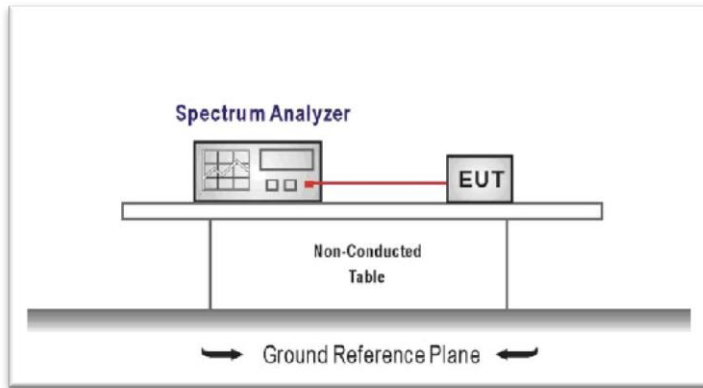 Spectrum Analyzer
EUT
Non-Conducted
Table
Ground Reference Plane